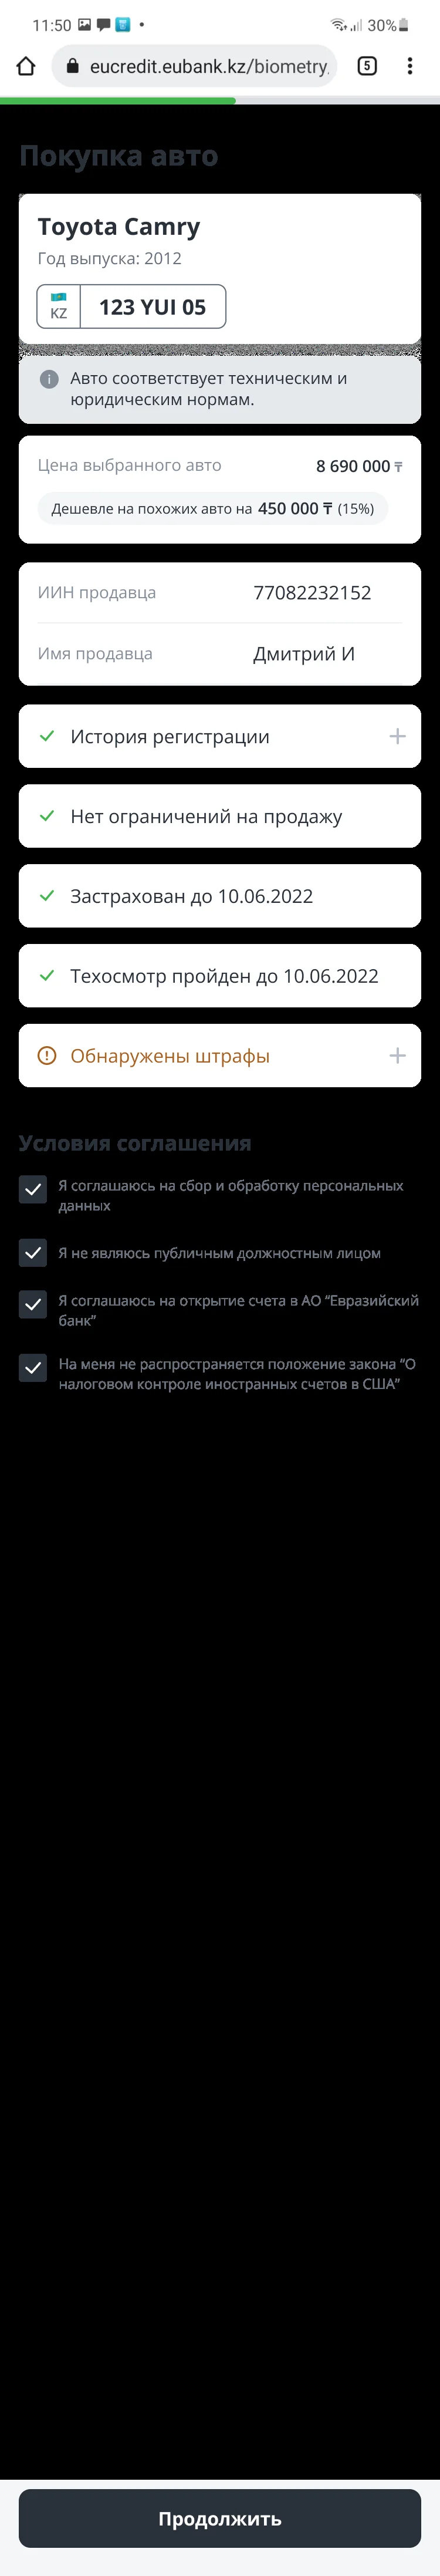 11:50
30%
eucredit.eubank.kz/biometry
5
Покупка авто
Toyota Camry
Год выпуска: 2012
KZ
123 YUI 05
Авто соответствует техническим и
юридическим нормам.
Цена выбранного авто
8 690 000 ₸
Дешевле на похожих авто на 450 000 ₸ (15%)
ИИН продавца
77082232152
Имя продавца
Дмитрий И
История регистрации
Нет ограничений на продажу
Застрахован до 10.06.2022
Техосмотр пройден до 10.06.2022
Обнаружены штрафы
Условия соглашения
Я соглашаюсь на сбор и обработку персональных
данных
Я не являюсь публичным должностным лицом
Я соглашаюсь на открытие счета в АО “Евразийский
банк”
На меня не распространяется положение закона “О
налоговом контроле иностранных счетов в США”
Продолжить